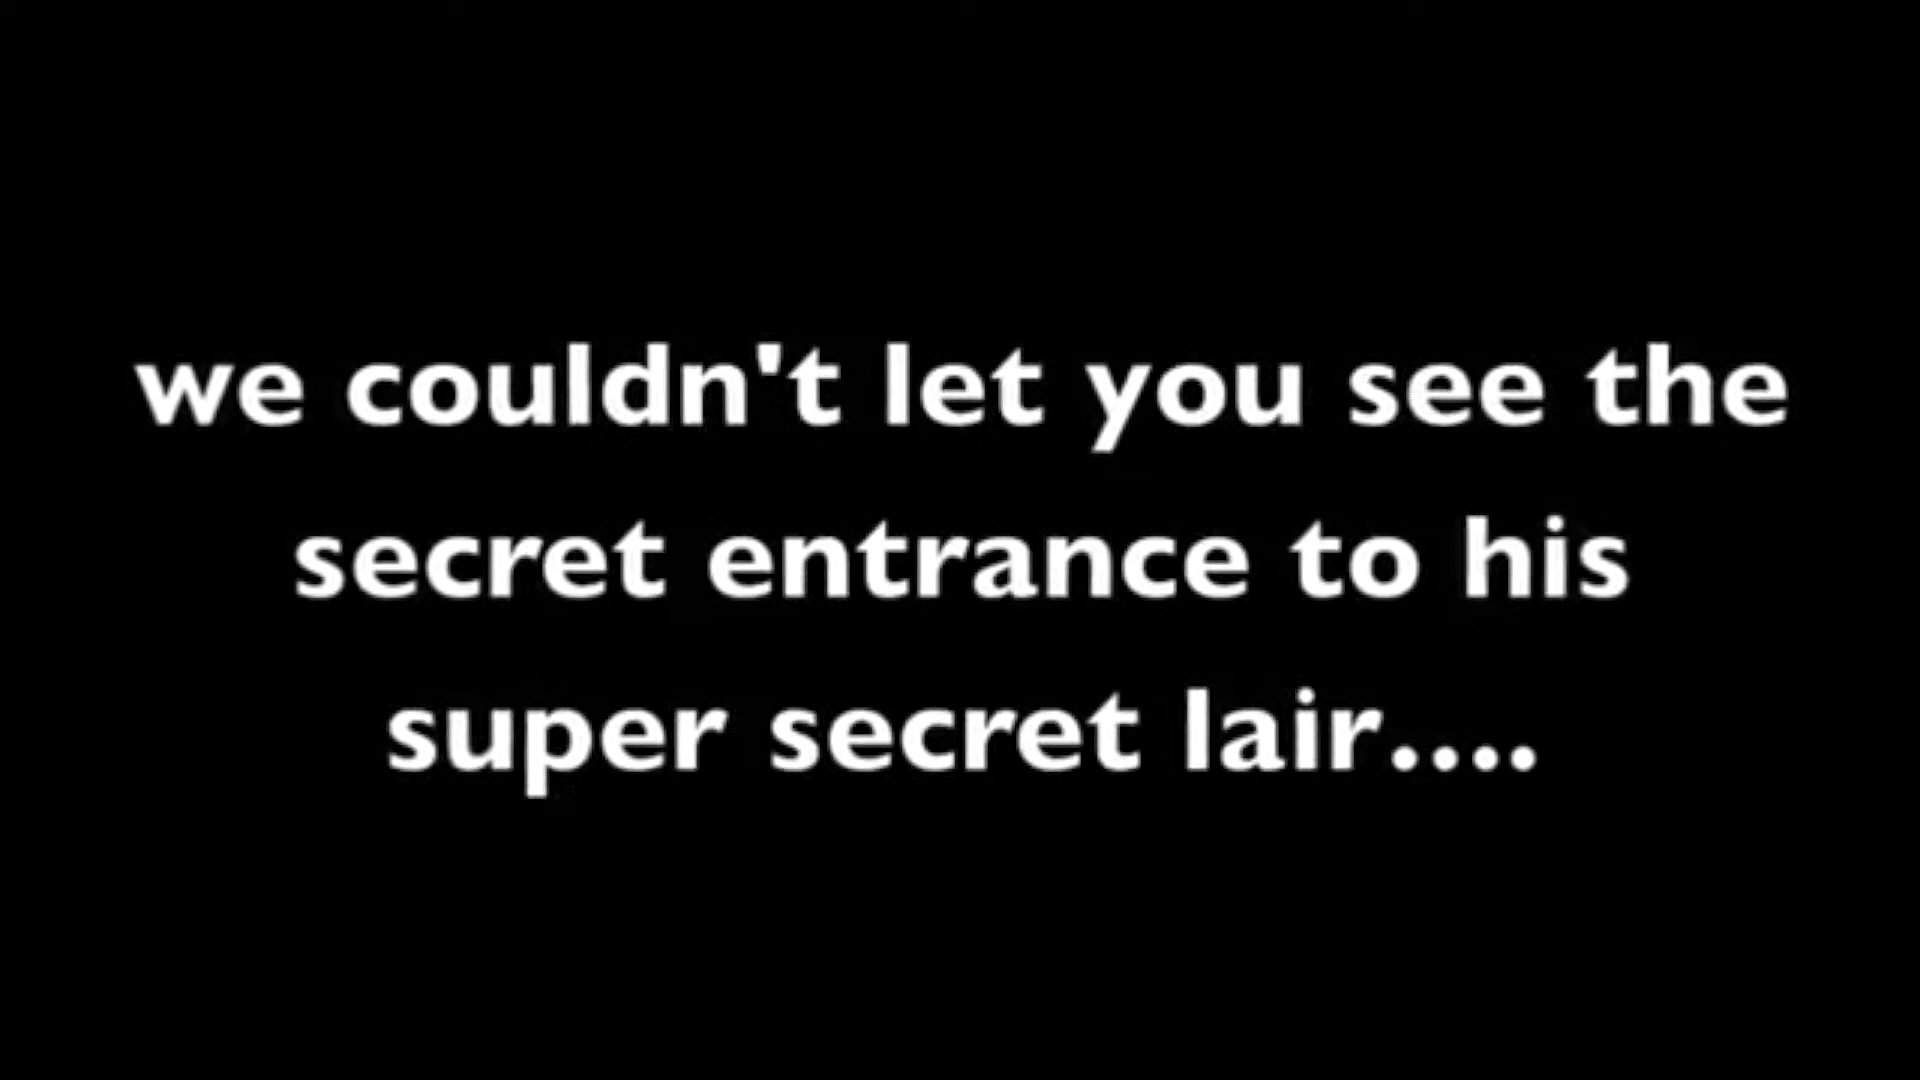 we couldn't let you see the
secret entrance to his
super secret lair....